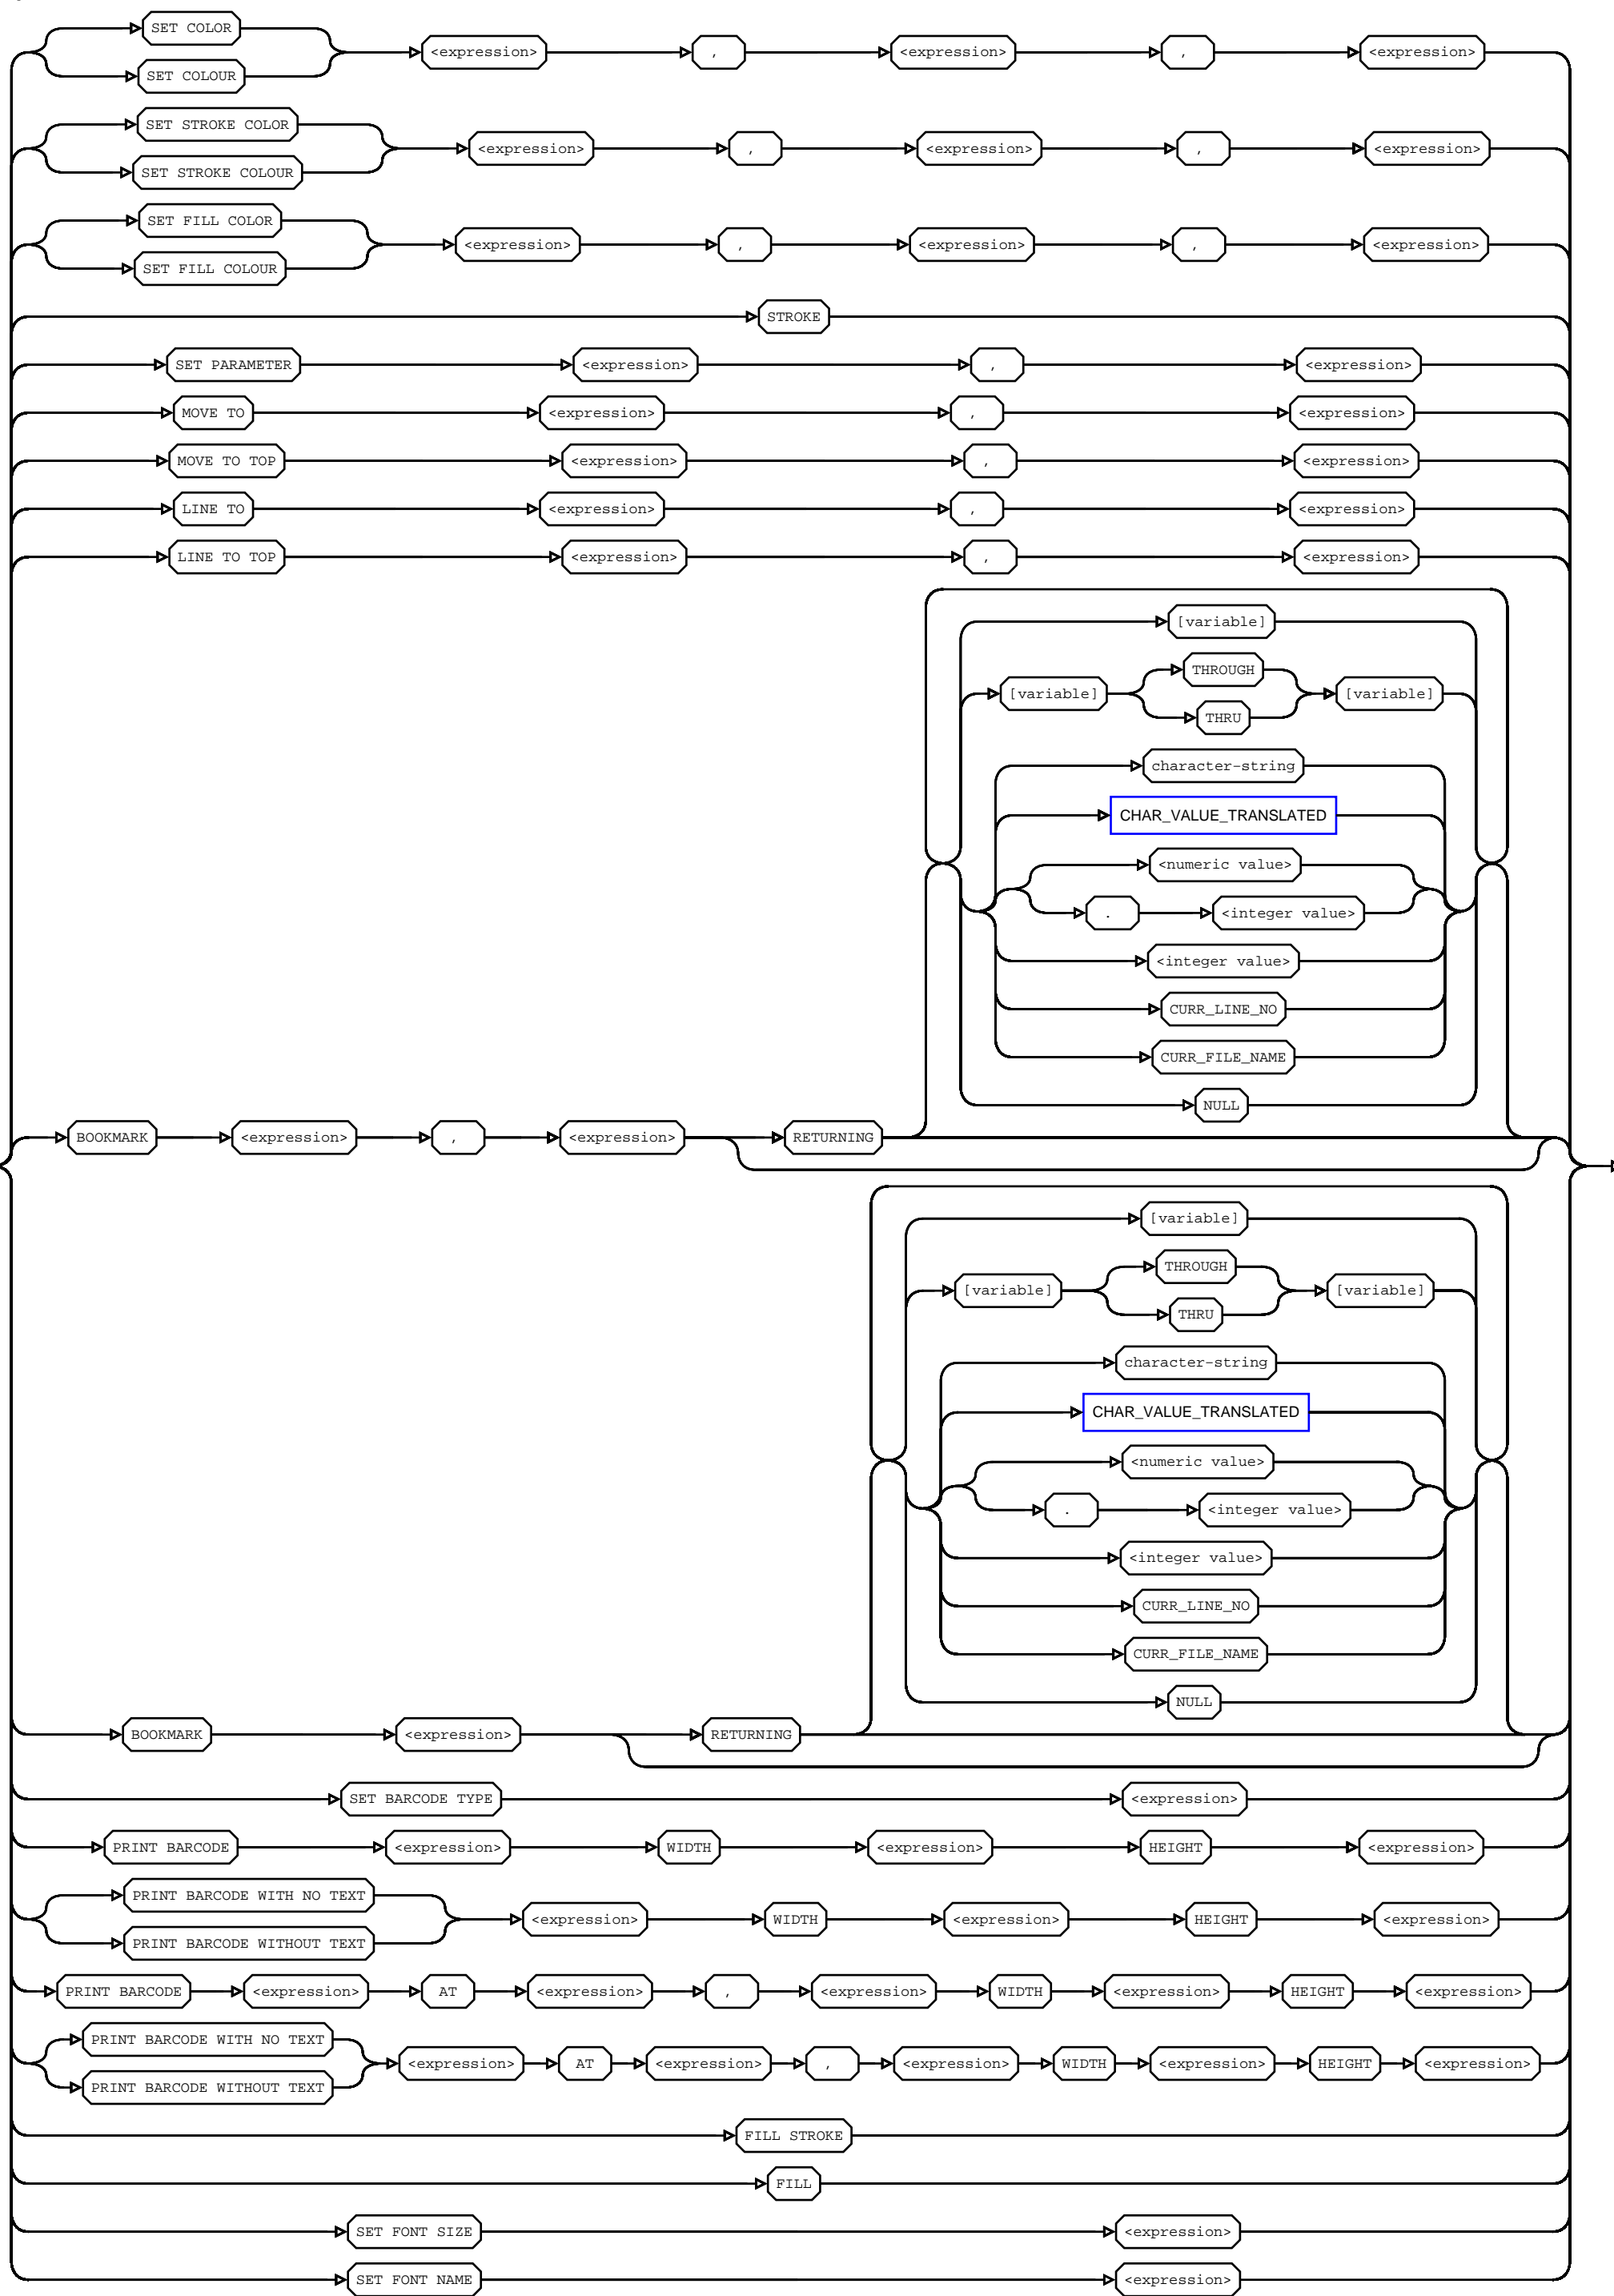 SET COLOR
SET COLOUR
<expression> , <expression> , <expression>
SET STROKE COLOR
SET STROKE COLOUR
<expression> , <expression> , <expression>
SET FILL COLOR
SET FILL COLOUR
<expression> , <expression> , <expression>
STROKE
SET PARAMETER <expression> , <expression>
MOVE TO <expression> , <expression>
MOVE TO TOP <expression> , <expression>
LINE TO <expression> , <expression>
LINE TO TOP <expression> , <expression>
[variable]
THROUGH
[variable] [variable]
THRU
character-string
CHAR_VALUE_TRANSLATED
<numeric value>
. <integer value>
<integer value>
CURR_LINE_NO
CURR_FILE_NAME
NULL
BOOKMARK <expression> , <expression> RETURNING
[variable]
THROUGH
[variable] [variable]
THRU
character-string
CHAR_VALUE_TRANSLATED
<numeric value>
. <integer value>
<integer value>
CURR_LINE_NO
CURR_FILE_NAME
NULL
BOOKMARK <expression> RETURNING
SET BARCODE TYPE <expression>
PRINT BARCODE <expression> WIDTH <expression> HEIGHT <expression>
PRINT BARCODE WITH NO TEXT
PRINT BARCODE WITHOUT TEXT
<expression> WIDTH <expression> HEIGHT <expression>
PRINT BARCODE <expression> AT <expression> , <expression> WIDTH <expression> HEIGHT <expression>
PRINT BARCODE WITH NO TEXT
PRINT BARCODE WITHOUT TEXT
<expression> AT <expression> , <expression> WIDTH <expression> HEIGHT <expression>
FILL STROKE
FILL
SET FONT SIZE <expression>
SET FONT NAME <expression>